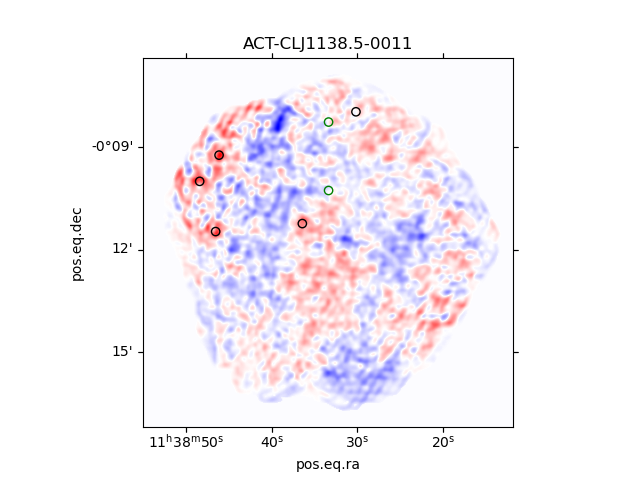 ACT-CLJ1138.5-0011
-0°09'
12'
15'
pos.eq.dec
11ʰ38ᵐ50ˢ 40ˢ 30ˢ 20ˢ
pos.eq.ra